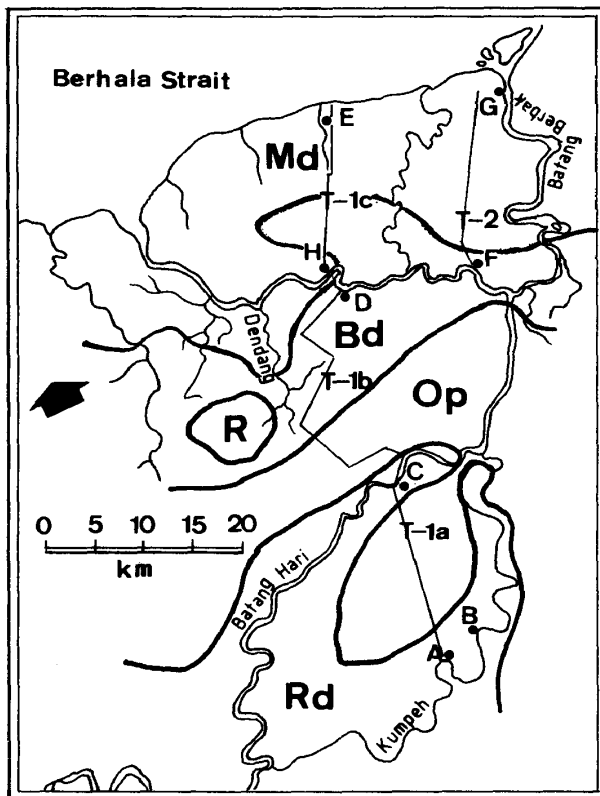 Berhala Strait
G
Batang Berbak
E
Md
T-1c
T-2
H
F
D
Dendang
Bd
T-1b
Op
R
C
0 5 10 15 20
km
T-1a
Batang Hari
B
A
Rd
Kumpeh